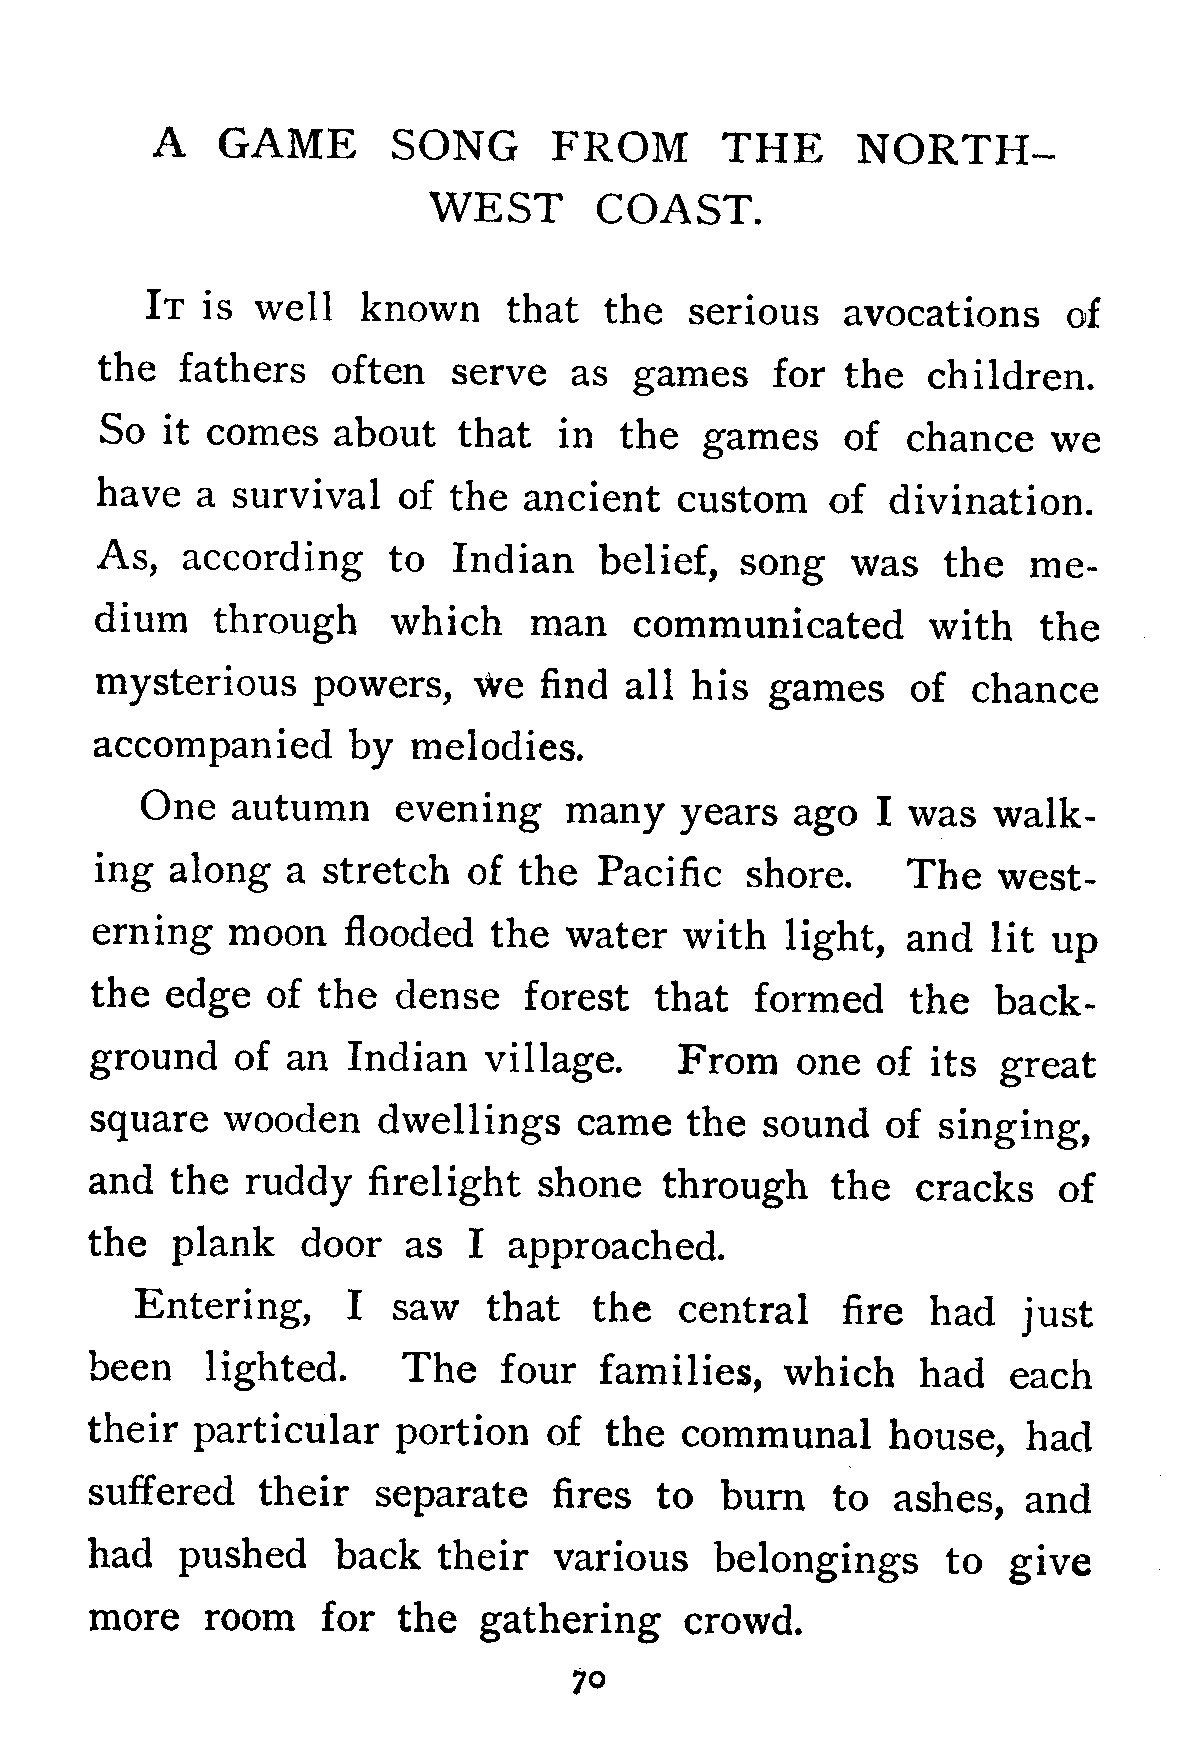 A GAME SONG FROM THE NORTH-
WEST COAST.
IT is well known that the serious avocations of
the fathers often serve as games for the children.
So it comes about that in the games of chance we
have a survival of the ancient custom of divination.
As, according to Indian belief, song was the me-
dium through which man communicated with the
mysterious powers, we find all his games of chance
accompanied by melodies.
One autumn evening many years ago I was walk-
ing along a stretch of the Pacific shore. The west-
erning moon flooded the water with light, and lit up
the edge of the dense forest that formed the back-
ground of an Indian village. From one of its great
square wooden dwellings came the sound of singing,
and the ruddy firelight shone through the cracks of
the plank door as I approached.
Entering, I saw that the central fire had just
been lighted. The four families, which had each
their particular portion of the communal house, had
suffered their separate fires to burn to ashes, and
had pushed back their various belongings to give
more room for the gathering crowd.
70